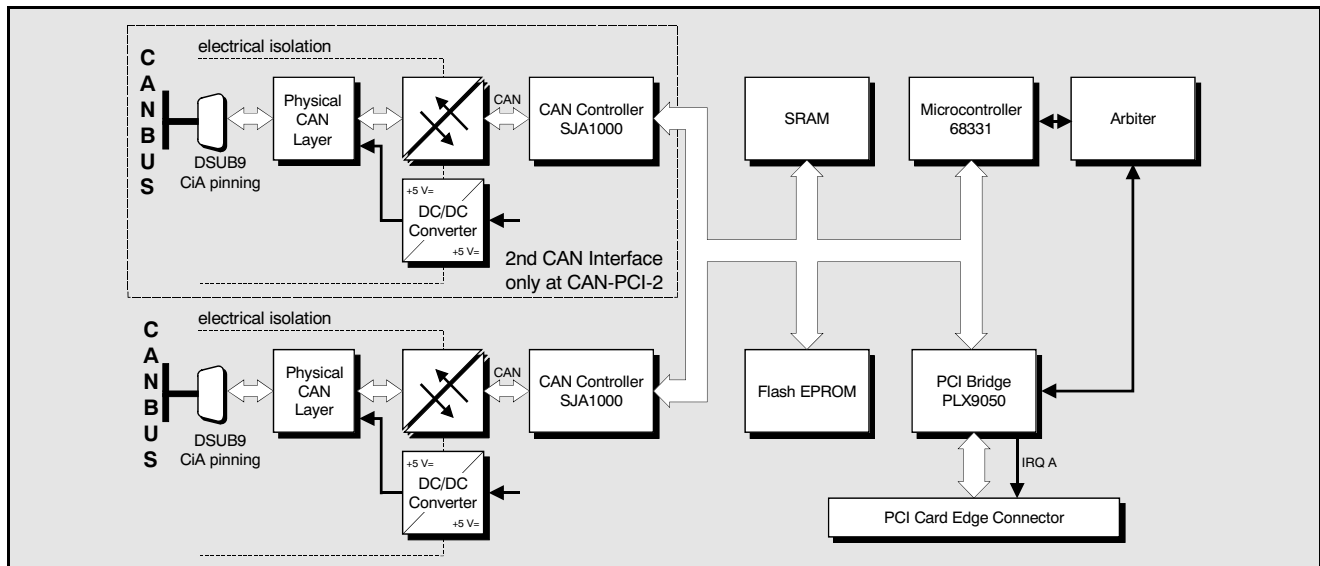 electrical isolation
C
A
N
B
U
S
DSUB9
CiA pinning
Physical
CAN
Layer
CAN
CAN Controller
SJA1000
+5 V=
DC/DC
Converter
+5 V=
2nd CAN Interface
only at CAN-PCI-2
SRAM
Microcontroller
68331
Arbiter
electrical isolation
C
A
N
B
U
S
DSUB9
CiA pinning
Physical
CAN
Layer
CAN
CAN Controller
SJA1000
+5 V=
DC/DC
Converter
+5 V=
Flash EPROM
PCI Bridge
PLX9050
IRQ A
PCI Card Edge Connector